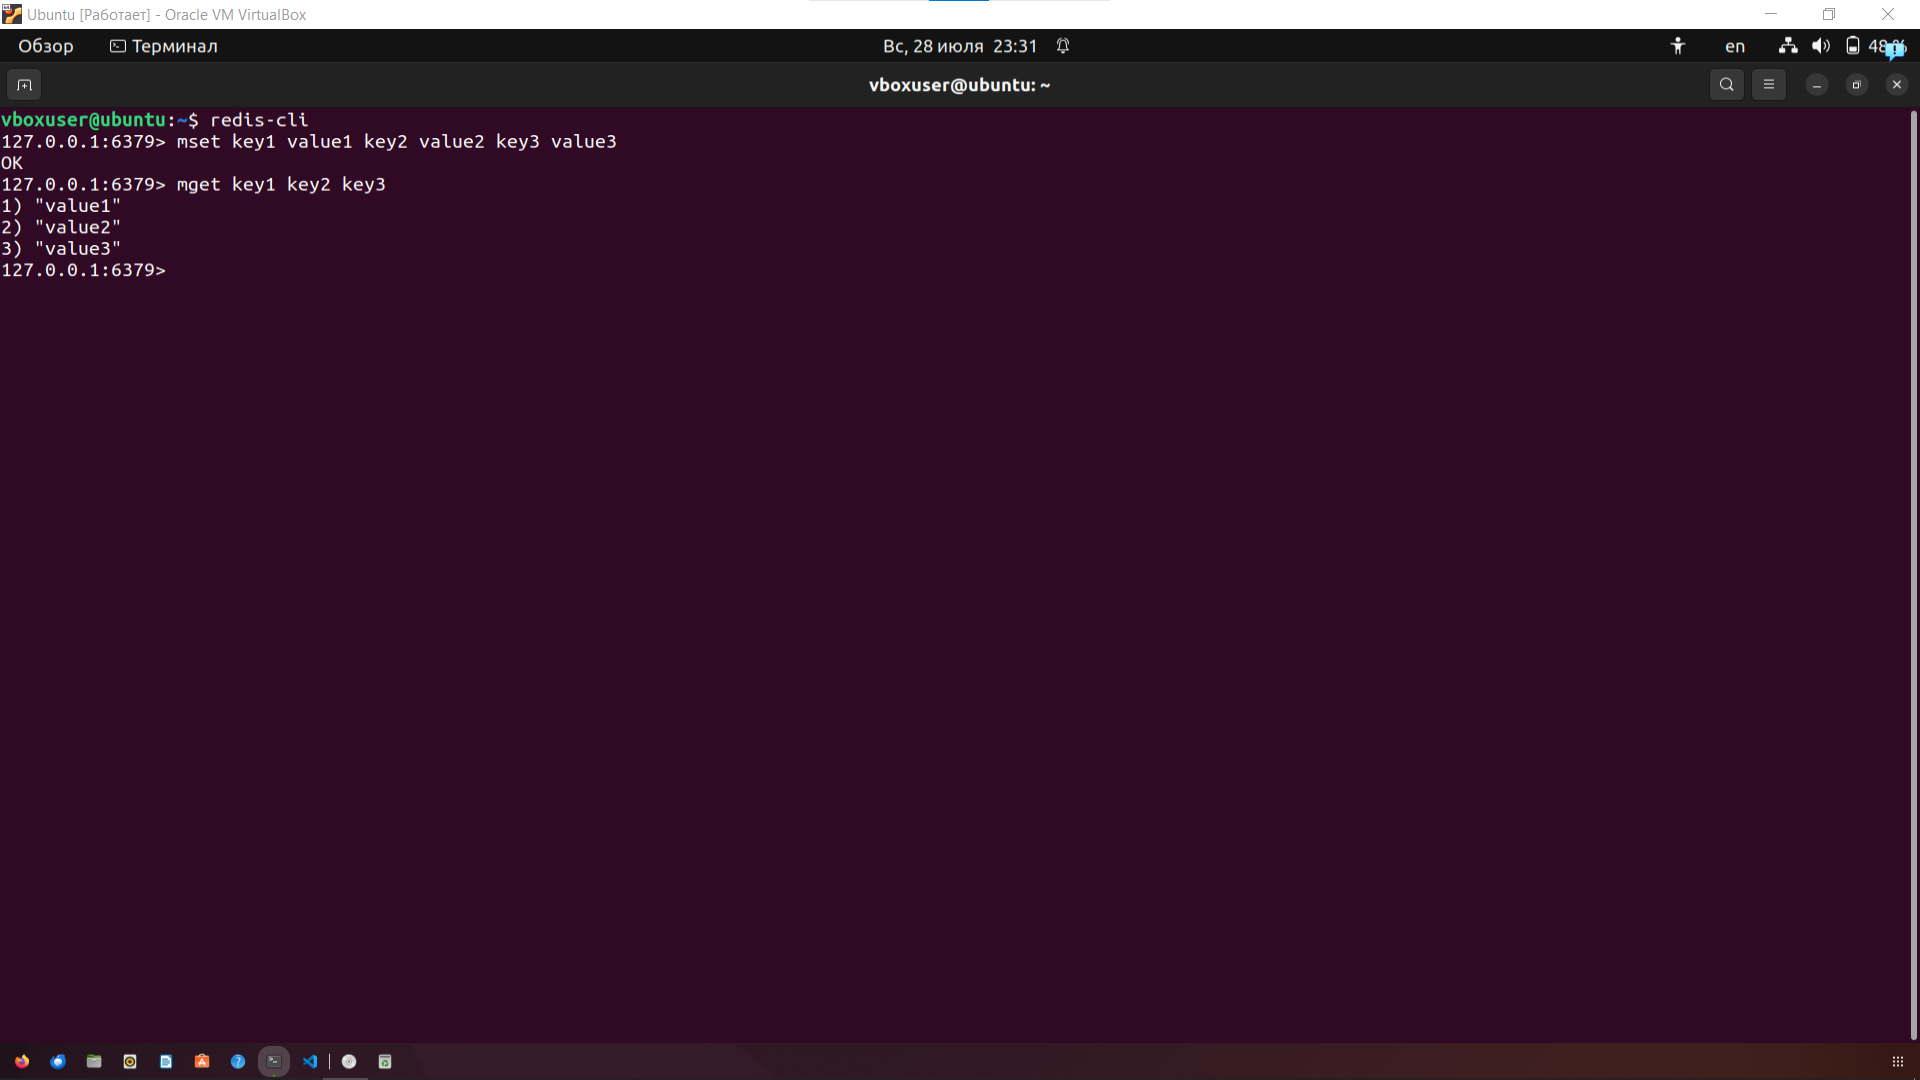 Ubuntu [Работает] - Oracle VM VirtualBox
Обзор Терминал Вс, 28 июля 23:31 en 48 %
vboxuser@ubuntu: ~
vboxuser@ubuntu:~$ redis-cli
127.0.0.1:6379> mset key1 value1 key2 value2 key3 value3
OK
127.0.0.1:6379> mget key1 key2 key3
1) "value1"
2) "value2"
3) "value3"
127.0.0.1:6379>